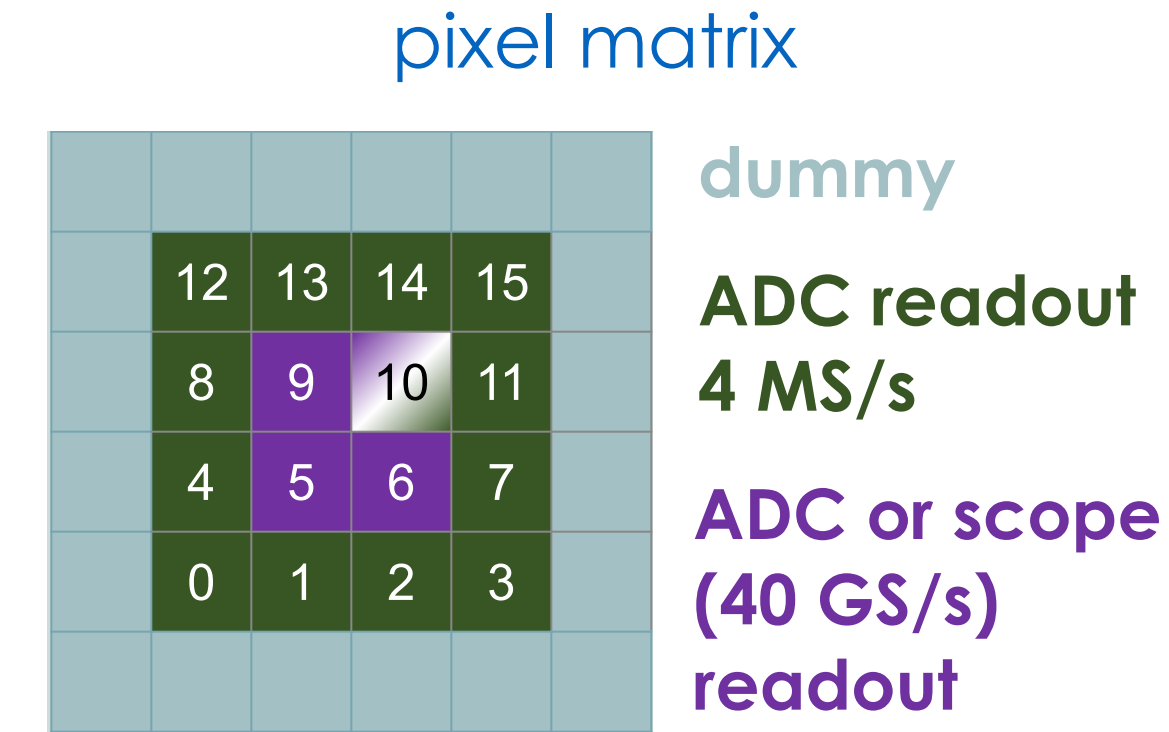 pixel matrix
dummy
12 13 14 15
ADC readout
8 9 10 11
4 MS/s
4 5 6 7
ADC or scope
0 1 2 3
(40 GS/s)
readout